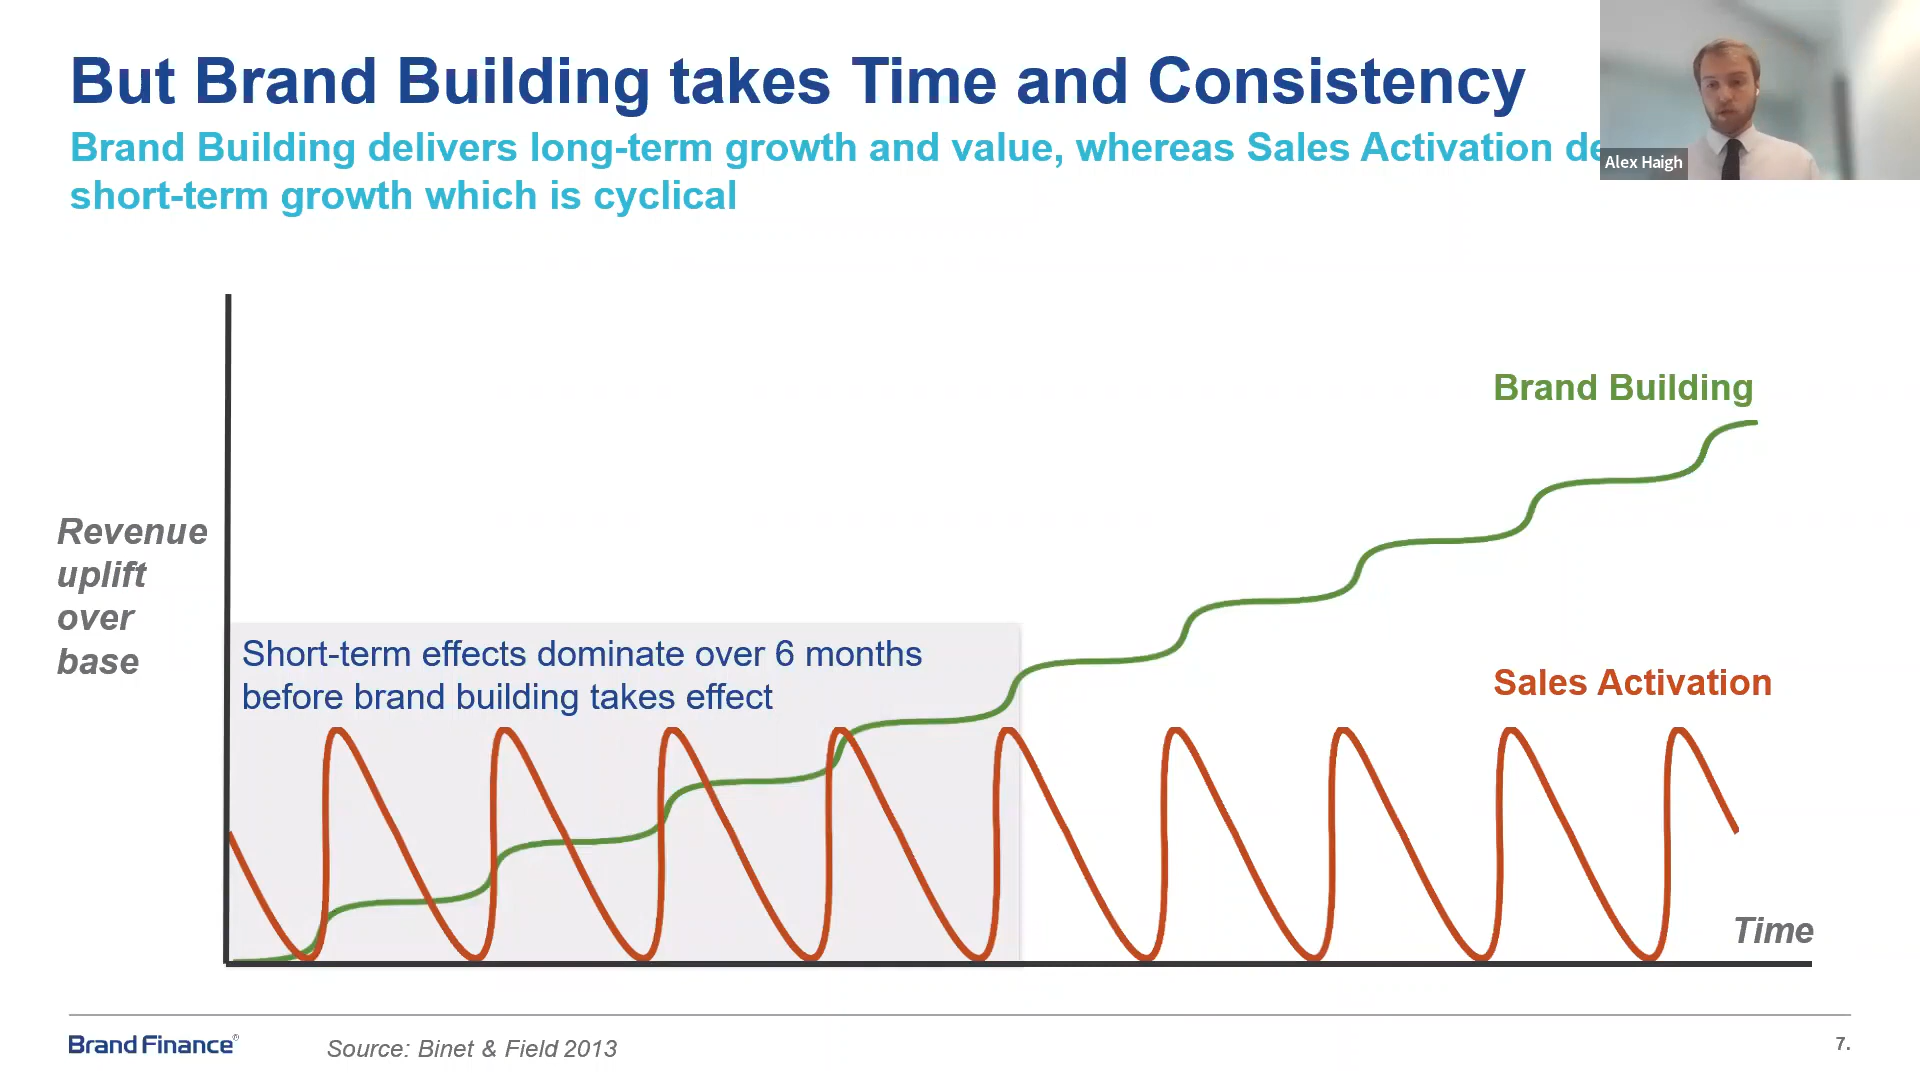 But Brand Building takes Time and Consistency
Brand Building delivers long-term growth and value, whereas Sales Activation
short-term growth which is cyclical
Alex Haigh
Brand Building
Revenue
uplift
over
base
Short-term effects dominate over 6 months
before brand building takes effect
Sales Activation
Time
Brand Finance®
Source: Binet & Field 2013
7.